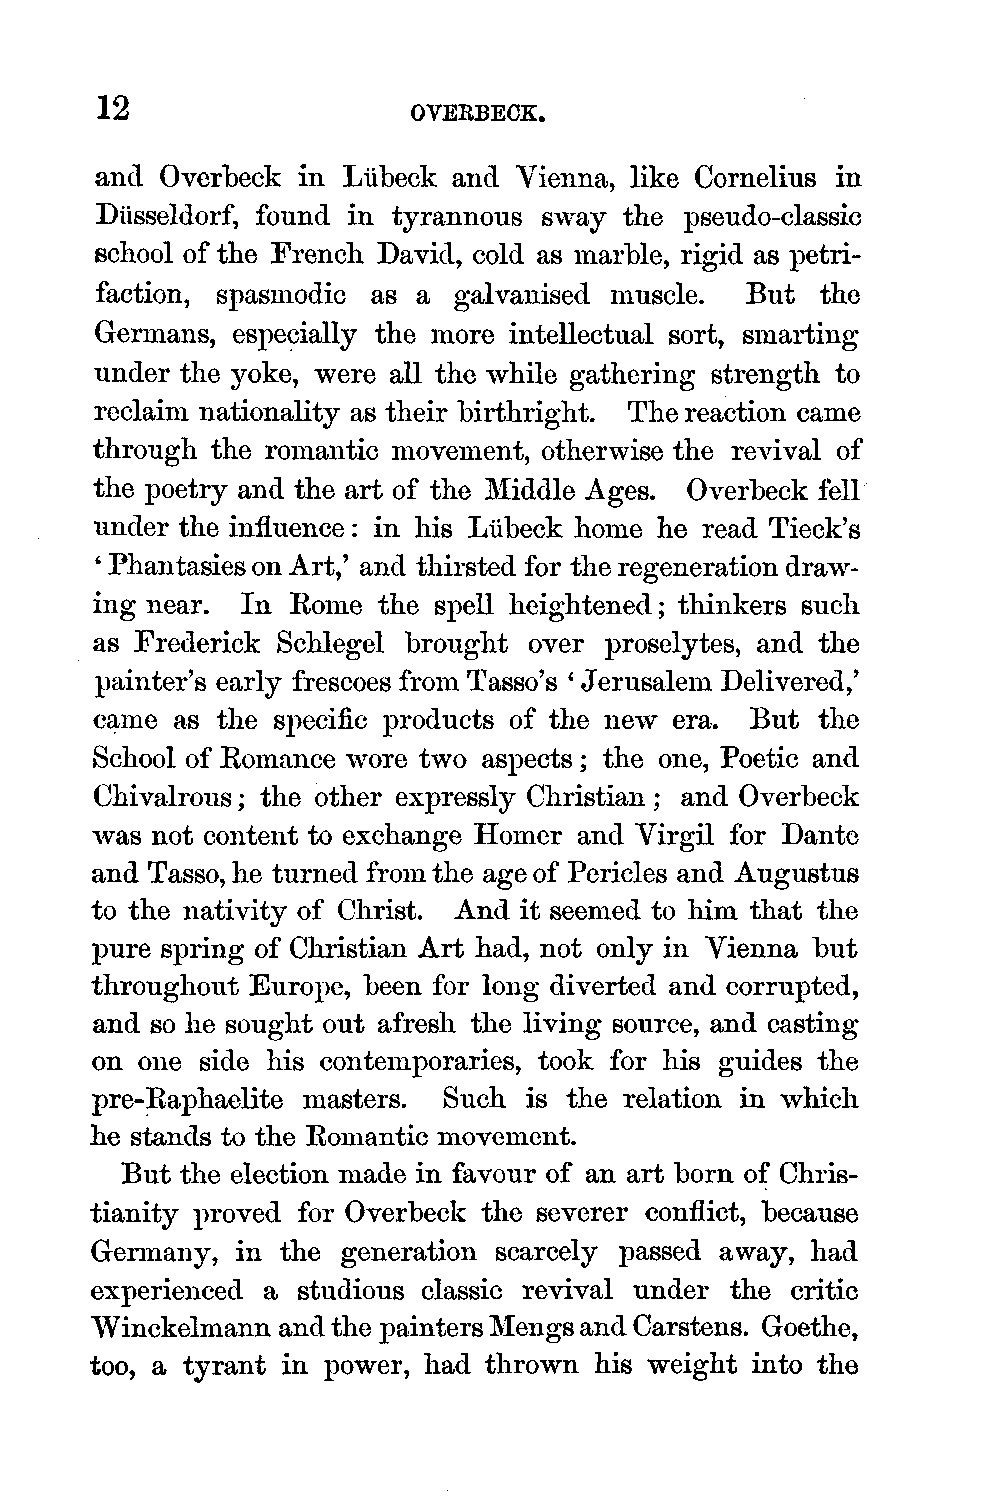 12 OVERBECK.
and Overbeck in Lübeck and Vienna, like Cornelius in
Düsseldorf, found in tyrannous sway the pseudo-classic
school of the French David, cold as marble, rigid as petri-
faction, spasmodic as a galvanised muscle. But the
Germans, especially the more intellectual sort, smarting
under the yoke, were all the while gathering strength to
reclaim nationality as their birthright. The reaction came
through the romantic movement, otherwise the revival of
the poetry and the art of the Middle Ages. Overbeck fell
under the influence: in his Lübeck home he read Tieck's
‘Phantasies on Art,’ and thirsted for the regeneration draw-
ing near. In Rome the spell heightened; thinkers such
as Frederick Schlegel brought over proselytes, and the
painter's early frescoes from Tasso's ‘Jerusalem Delivered,’
came as the specific products of the new era. But the
School of Romance wore two aspects; the one, Poetic and
Chivalrous; the other expressly Christian; and Overbeck
was not content to exchange Homer and Virgil for Dante
and Tasso, he turned from the age of Pericles and Augustus
to the nativity of Christ. And it seemed to him that the
pure spring of Christian Art had, not only in Vienna but
throughout Europe, been for long diverted and corrupted,
and so he sought out afresh the living source, and casting
on one side his contemporaries, took for his guides the
pre-Raphaelite masters. Such is the relation in which
he stands to the Romantic movement.
But the election made in favour of an art born of Chris-
tianity proved for Overbeck the severer conflict, because
Germany, in the generation scarcely passed away, had
experienced a studious classic revival under the critic
Winckelmann and the painters Mengs and Carstens. Goethe,
too, a tyrant in power, had thrown his weight into the